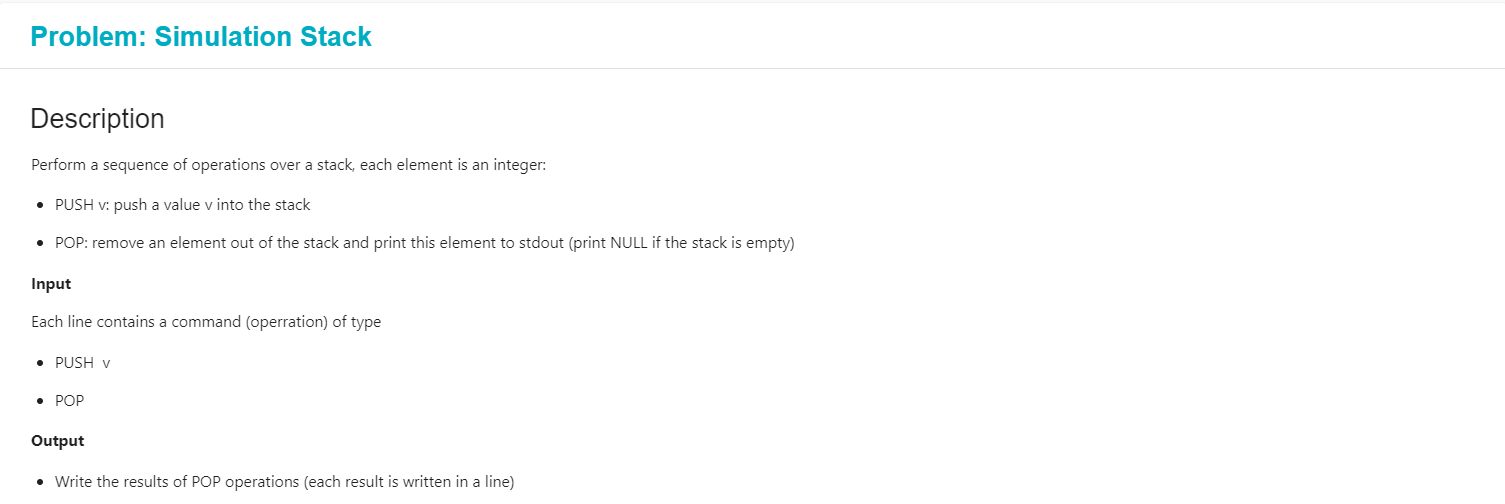 Problem: Simulation Stack
Description
Perform a sequence of operations over a stack, each element is an integer:
• PUSH v: push a value v into the stack
• POP: remove an element out of the stack and print this element to stdout (print NULL if the stack is empty)
Input
Each line contains a command (operration) of type
• PUSH  v
• POP
Output
• Write the results of POP operations (each result is written in a line)